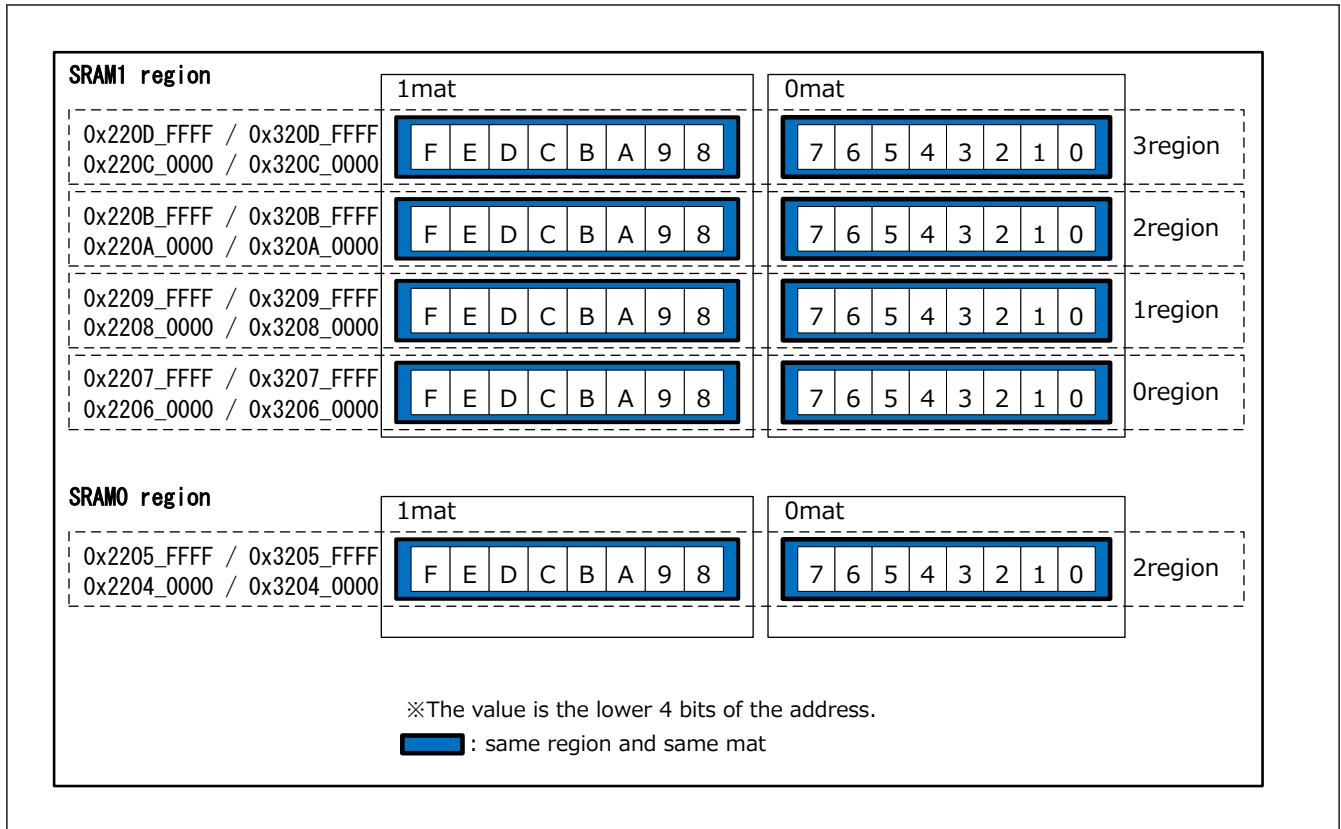 SRAM1 region
1mat
0mat
0x220D_FFFF / 0x320D_FFFF
0x220C_0000 / 0x320C_0000
F E D C B A 9 8
7 6 5 4 3 2 1 0
3region
0x220B_FFFF / 0x320B_FFFF
0x220A_0000 / 0x320A_0000
F E D C B A 9 8
7 6 5 4 3 2 1 0
2region
0x2209_FFFF / 0x3209_FFFF
0x2208_0000 / 0x3208_0000
F E D C B A 9 8
7 6 5 4 3 2 1 0
1region
0x2207_FFFF / 0x3207_FFFF
0x2206_0000 / 0x3206_0000
F E D C B A 9 8
7 6 5 4 3 2 1 0
0region
SRAM0 region
1mat
0mat
0x2205_FFFF / 0x3205_FFFF
0x2204_0000 / 0x3204_0000
F E D C B A 9 8
7 6 5 4 3 2 1 0
2region
※The value is the lower 4 bits of the address.
: same region and same mat